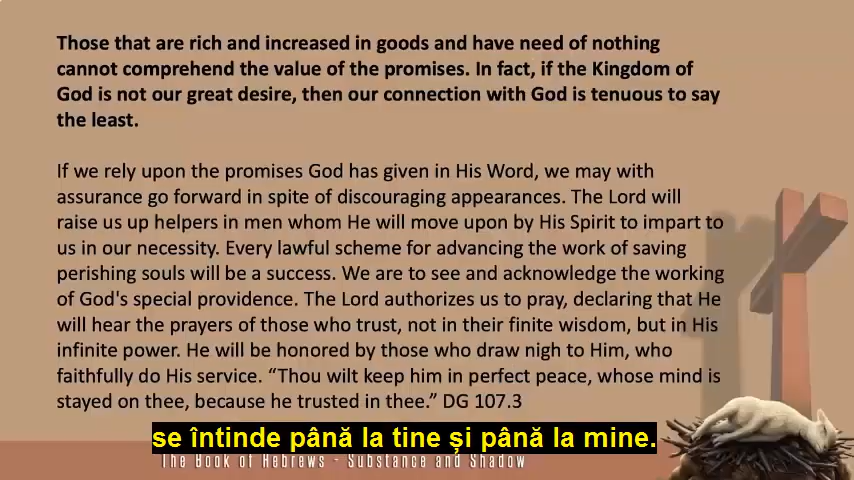 Those that are rich and increased in goods and have need of nothing
cannot comprehend the value of the promises. In fact, if the Kingdom of
God is not our great desire, then our connection with God is tenuous to say
the least.
If we rely upon the promises God has given in His Word, we may with
assurance go forward in spite of discouraging appearances. The Lord will
raise us up helpers in men whom He will move upon by His Spirit to impart to
us in our necessity. Every lawful scheme for advancing the work of saving
perishing souls will be a success. We are to see and acknowledge the working
of God's special providence. The Lord authorizes us to pray, declaring that He
will hear the prayers of those who trust, not in their finite wisdom, but in His
infinite power. He will be honored by those who draw nigh to Him, who
faithfully do His service. “Thou wilt keep him in perfect peace, whose mind is
stayed on thee, because he trusted in thee.” DG 107.3
se întinde până la tine și până la mine.
The Book of Hebrews - Substance and Shadow